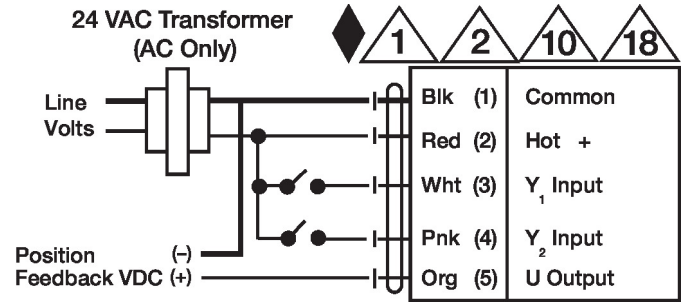 24 VAC Transformer
(AC Only)
1 2 10 18
Line
Volts
Blk (1) Common
Red (2) Hot +
Wht (3) Y1 Input
Pnk (4) Y2 Input
Org (5) U Output
Position (–)
Feedback VDC (+)